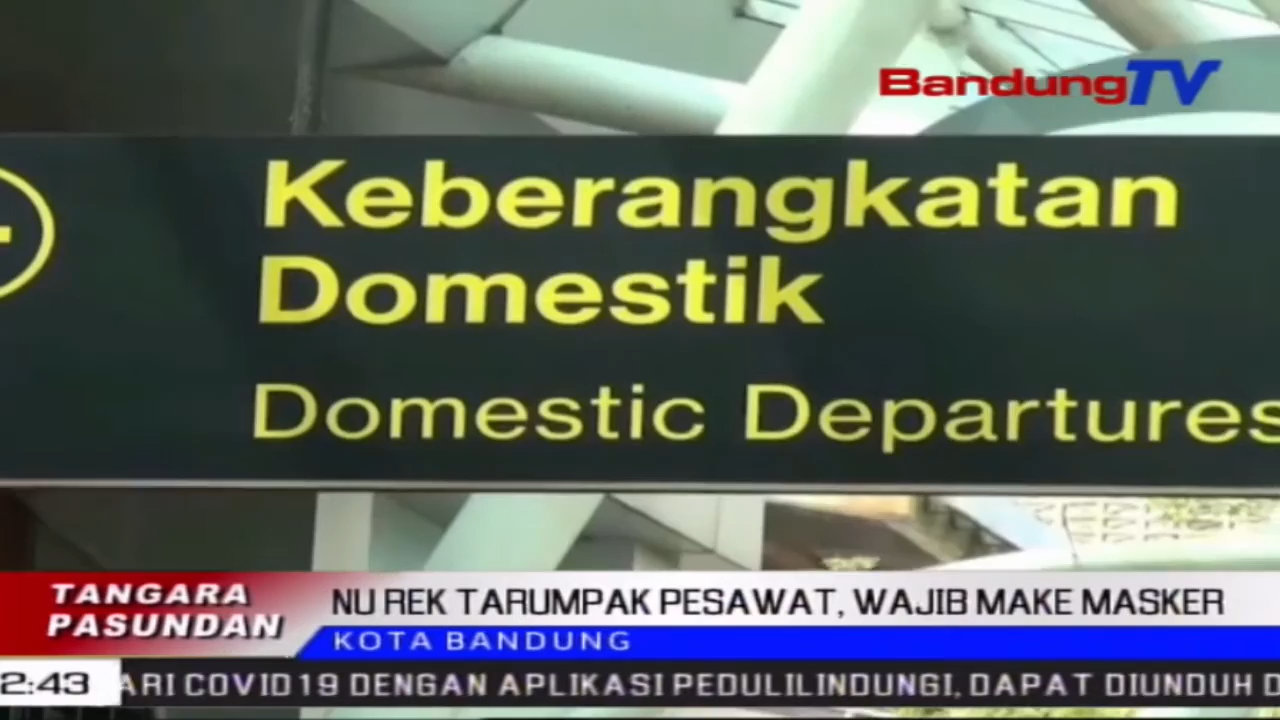 BandungTV
Keberangkatan
Domestik
Domestic Departures
TANGARA
PASUNDAN
NU REK TARUMPAK PESAWAT, WAJIB MAKE MASKER
KOTA BANDUNG
2:43
ARI COVID19 DENGAN APLIKASI PEDULILINDUNGI, DAPAT DIUNDUH D